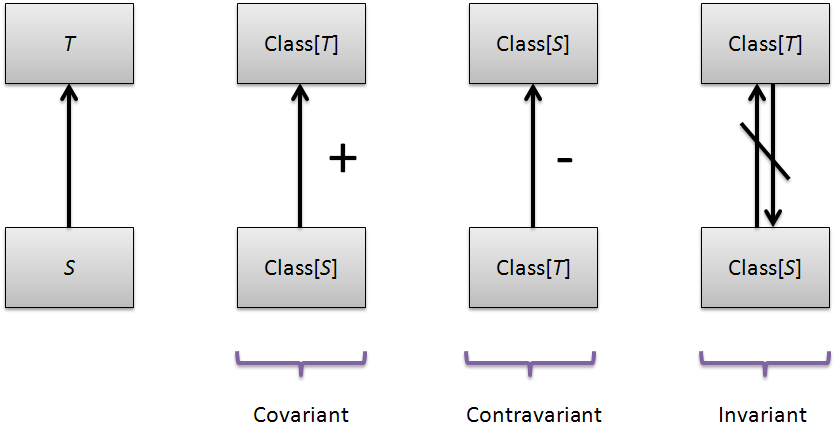 T Class[T] Class[S] Class[T]
+ -
S Class[S] Class[T] Class[S]
Covariant Contravariant Invariant